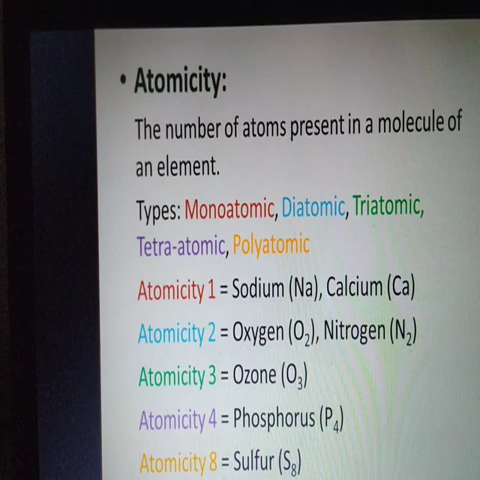 • Atomicity:
The number of atoms present in a molecule of
an element.
Types: Monoatomic, Diatomic, Triatomic,
Tetra-atomic, Polyatomic
Atomicity 1 = Sodium (Na), Calcium (Ca)
Atomicity 2 = Oxygen (O₂), Nitrogen (N₂)
Atomicity 3 = Ozone (O₃)
Atomicity 4 = Phosphorus (P₄)
Atomicity 8 = Sulfur (S₈)